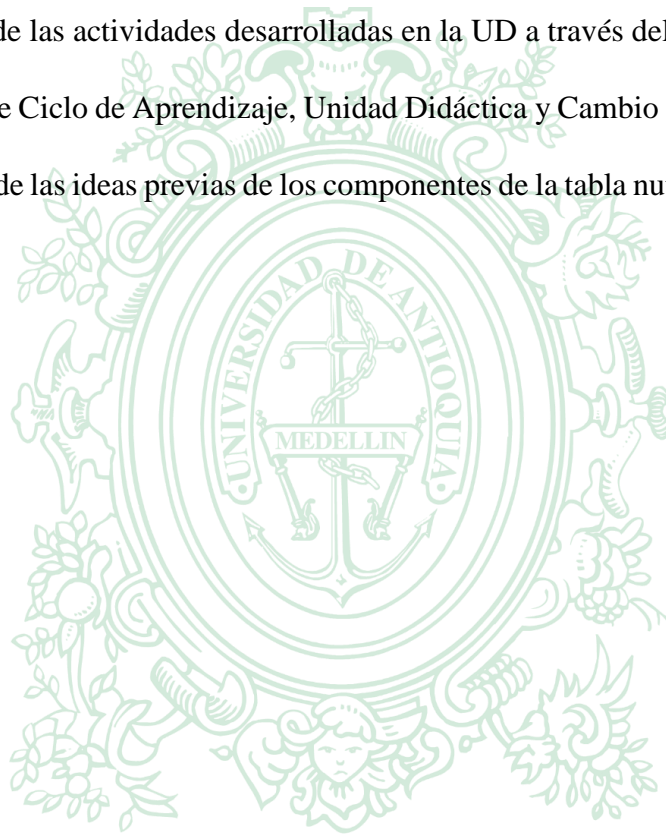 de las actividades desarrolladas en la UD a través del
e Ciclo de Aprendizaje, Unidad Didáctica y Cambio
de las ideas previas de los componentes de la tabla nu
UNIVERSIDAD DE ANTIOQUIA
MEDELLIN